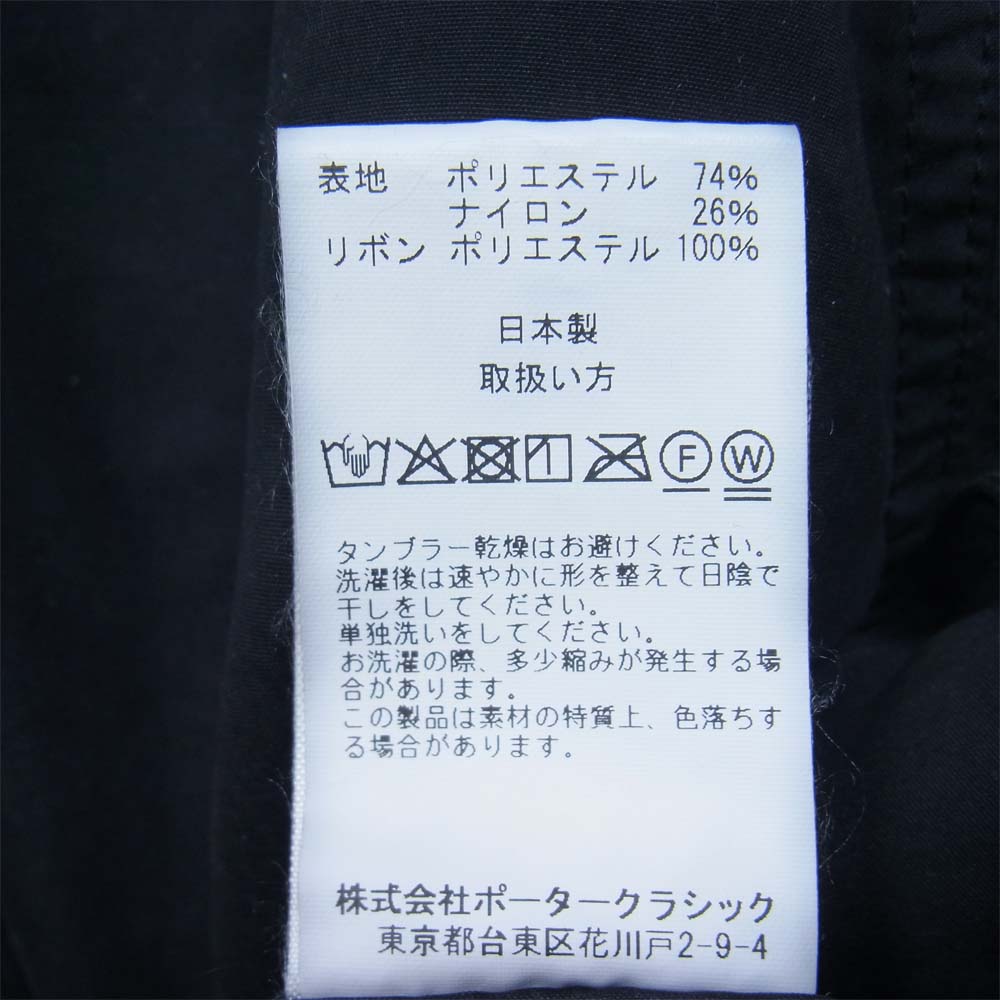 表地 ポリエステル 74%
ナイロン 26%
リボン ポリエステル 100%
日本製
取扱い方
F W
タンブラー乾燥はお避けください。
洗濯後は速やかに形を整えて日陰で
干しをしてください。
単独洗いをしてください。
お洗濯の際、多少縮みが発生する場
合があります。
この製品は素材の特質上、色落ちす
る場合があります。
株式会社ポータークラシック
東京都台東区花川戸2-9-4